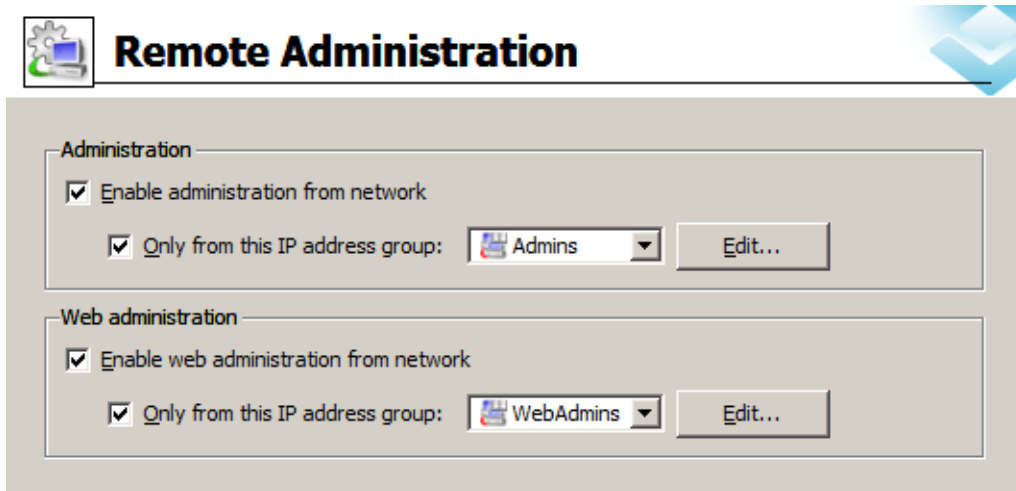 Remote Administration
Administration
Enable administration from network
Only from this IP address group: Admins Edit...
Web administration
Enable web administration from network
Only from this IP address group: WebAdmins Edit...